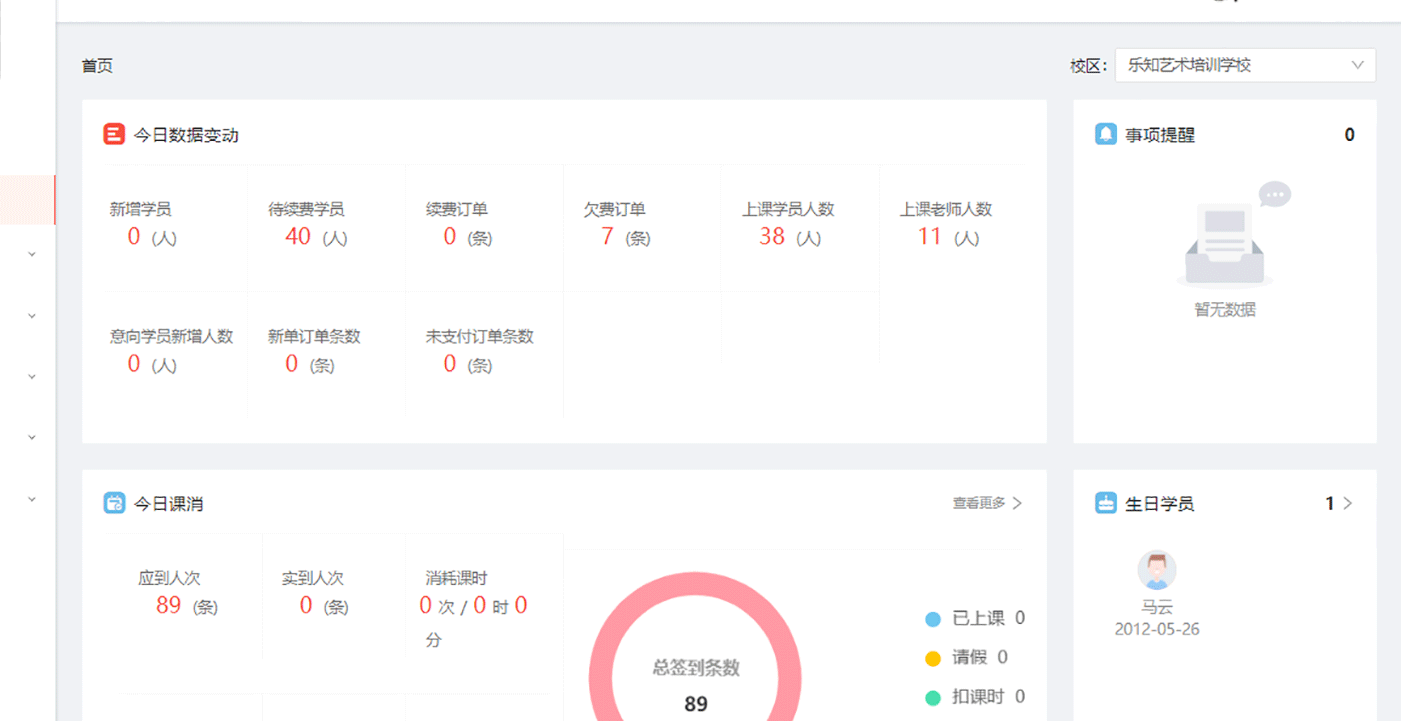 首页
校区： 乐知艺术培训学校
今日数据变动
新增学员 待续费学员 续费订单 欠费订单 上课学员人数 上课老师人数
0 (人) 40 (人) 0 (条) 7 (条) 38 (人) 11 (人)
意向学员新增人数 新单订单条数 未支付订单条数
0 (人) 0 (条) 0 (条)
事项提醒 0
暂无数据
今日课消 查看更多
应到人次 实到人次 消耗课时
89 (条) 0 (条) 0 次 / 0 时 0
分
总签到条数
89
已上课 0
请假 0
扣课时 0
生日学员 1
马云
2012-05-26